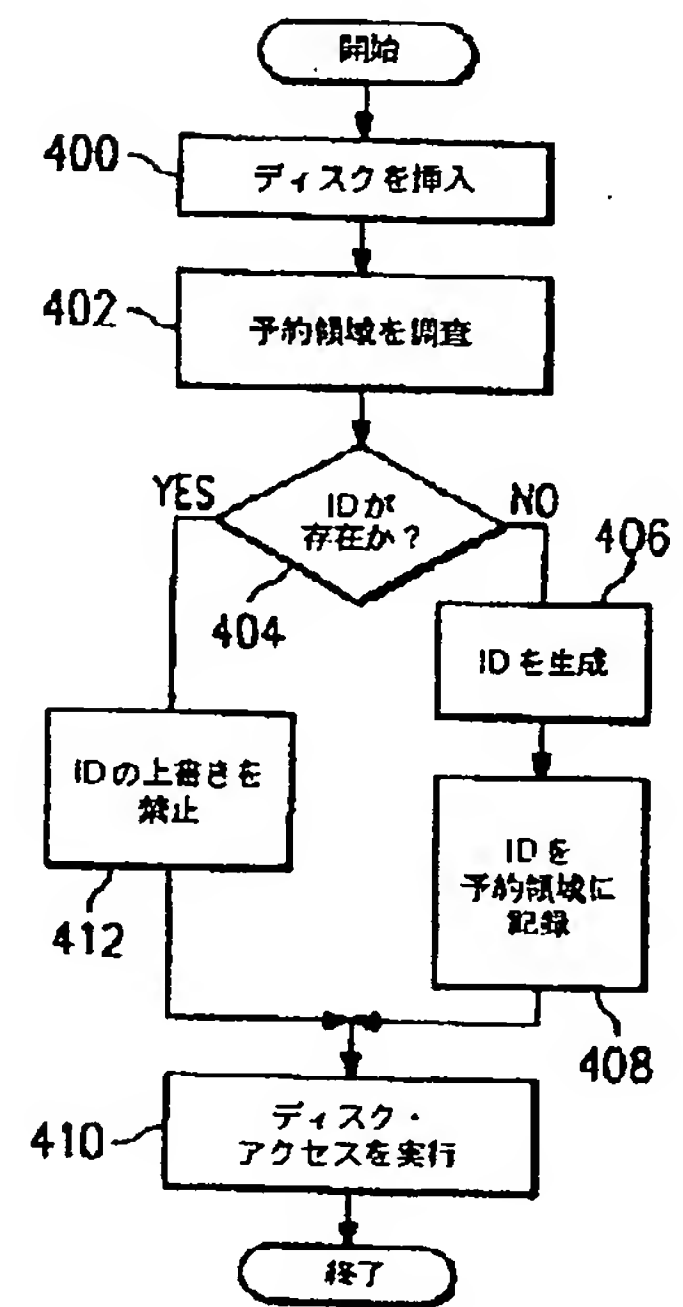 開始
400
ディスクを挿入
402
予約領域を調査
YES
IDが
存在か?
NO
404
406
IDを生成
IDの上書きを
禁止
412
IDを
予約領域に
記録
408
410
ディスク・
アクセスを実行
終了